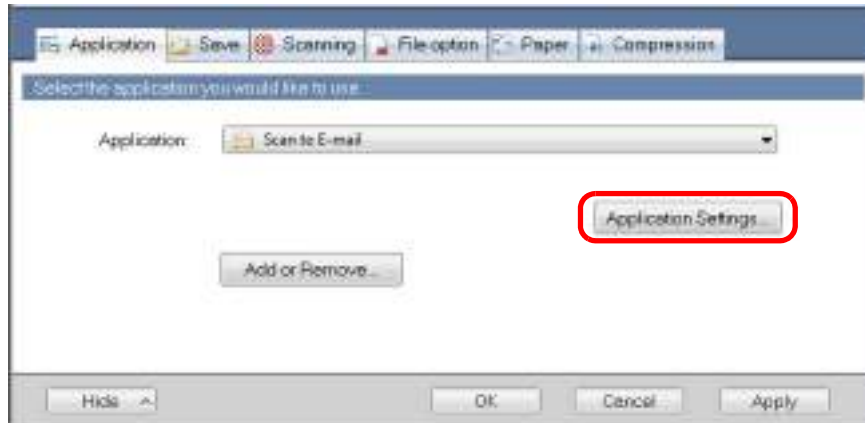 Application Save Scanning File option Paper Compression
Select the application you would like to use.
Application: Scan to E-mail
Application Settings...
Add or Remove...
Hide OK Cancel Apply